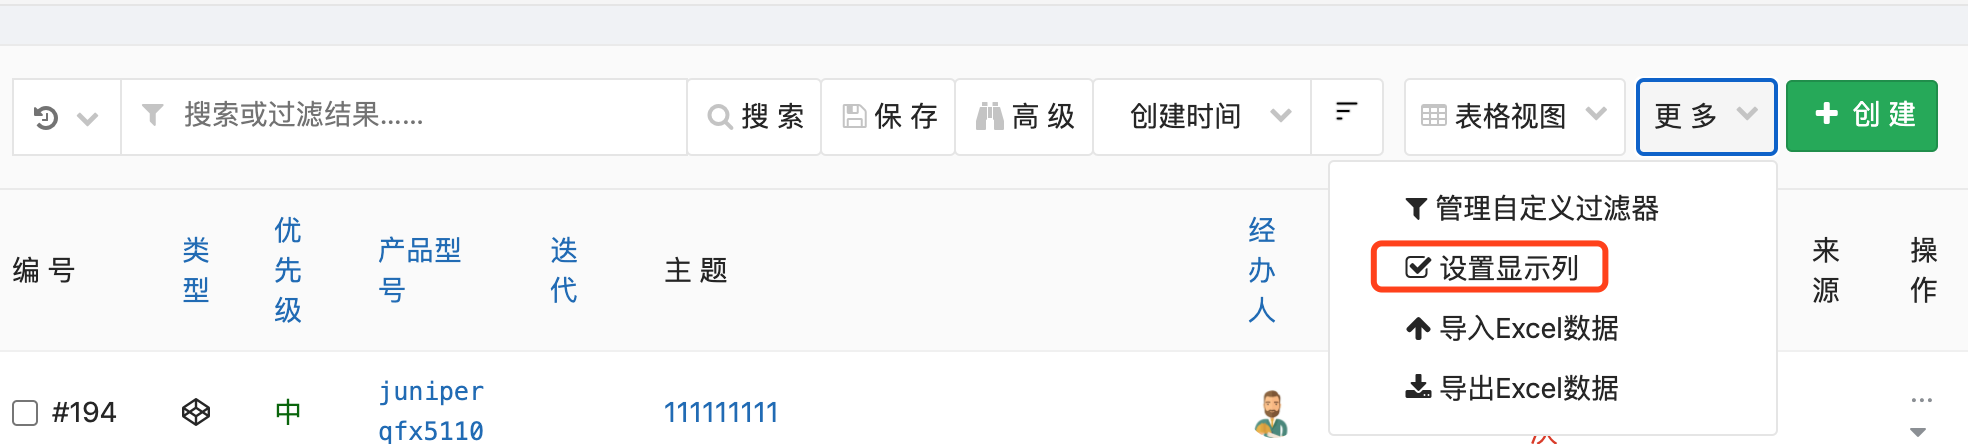 搜索或过滤结果......
搜 索
保 存
高 级
创建时间
表格视图
更 多
创 建
管理自定义过滤器
设置显示列
导入Excel数据
导出Excel数据
编 号
类型
优先级
产品型号
迭代
主 题
经办人
来源
操作
#194
中
juniper
qfx5110
111111111
...